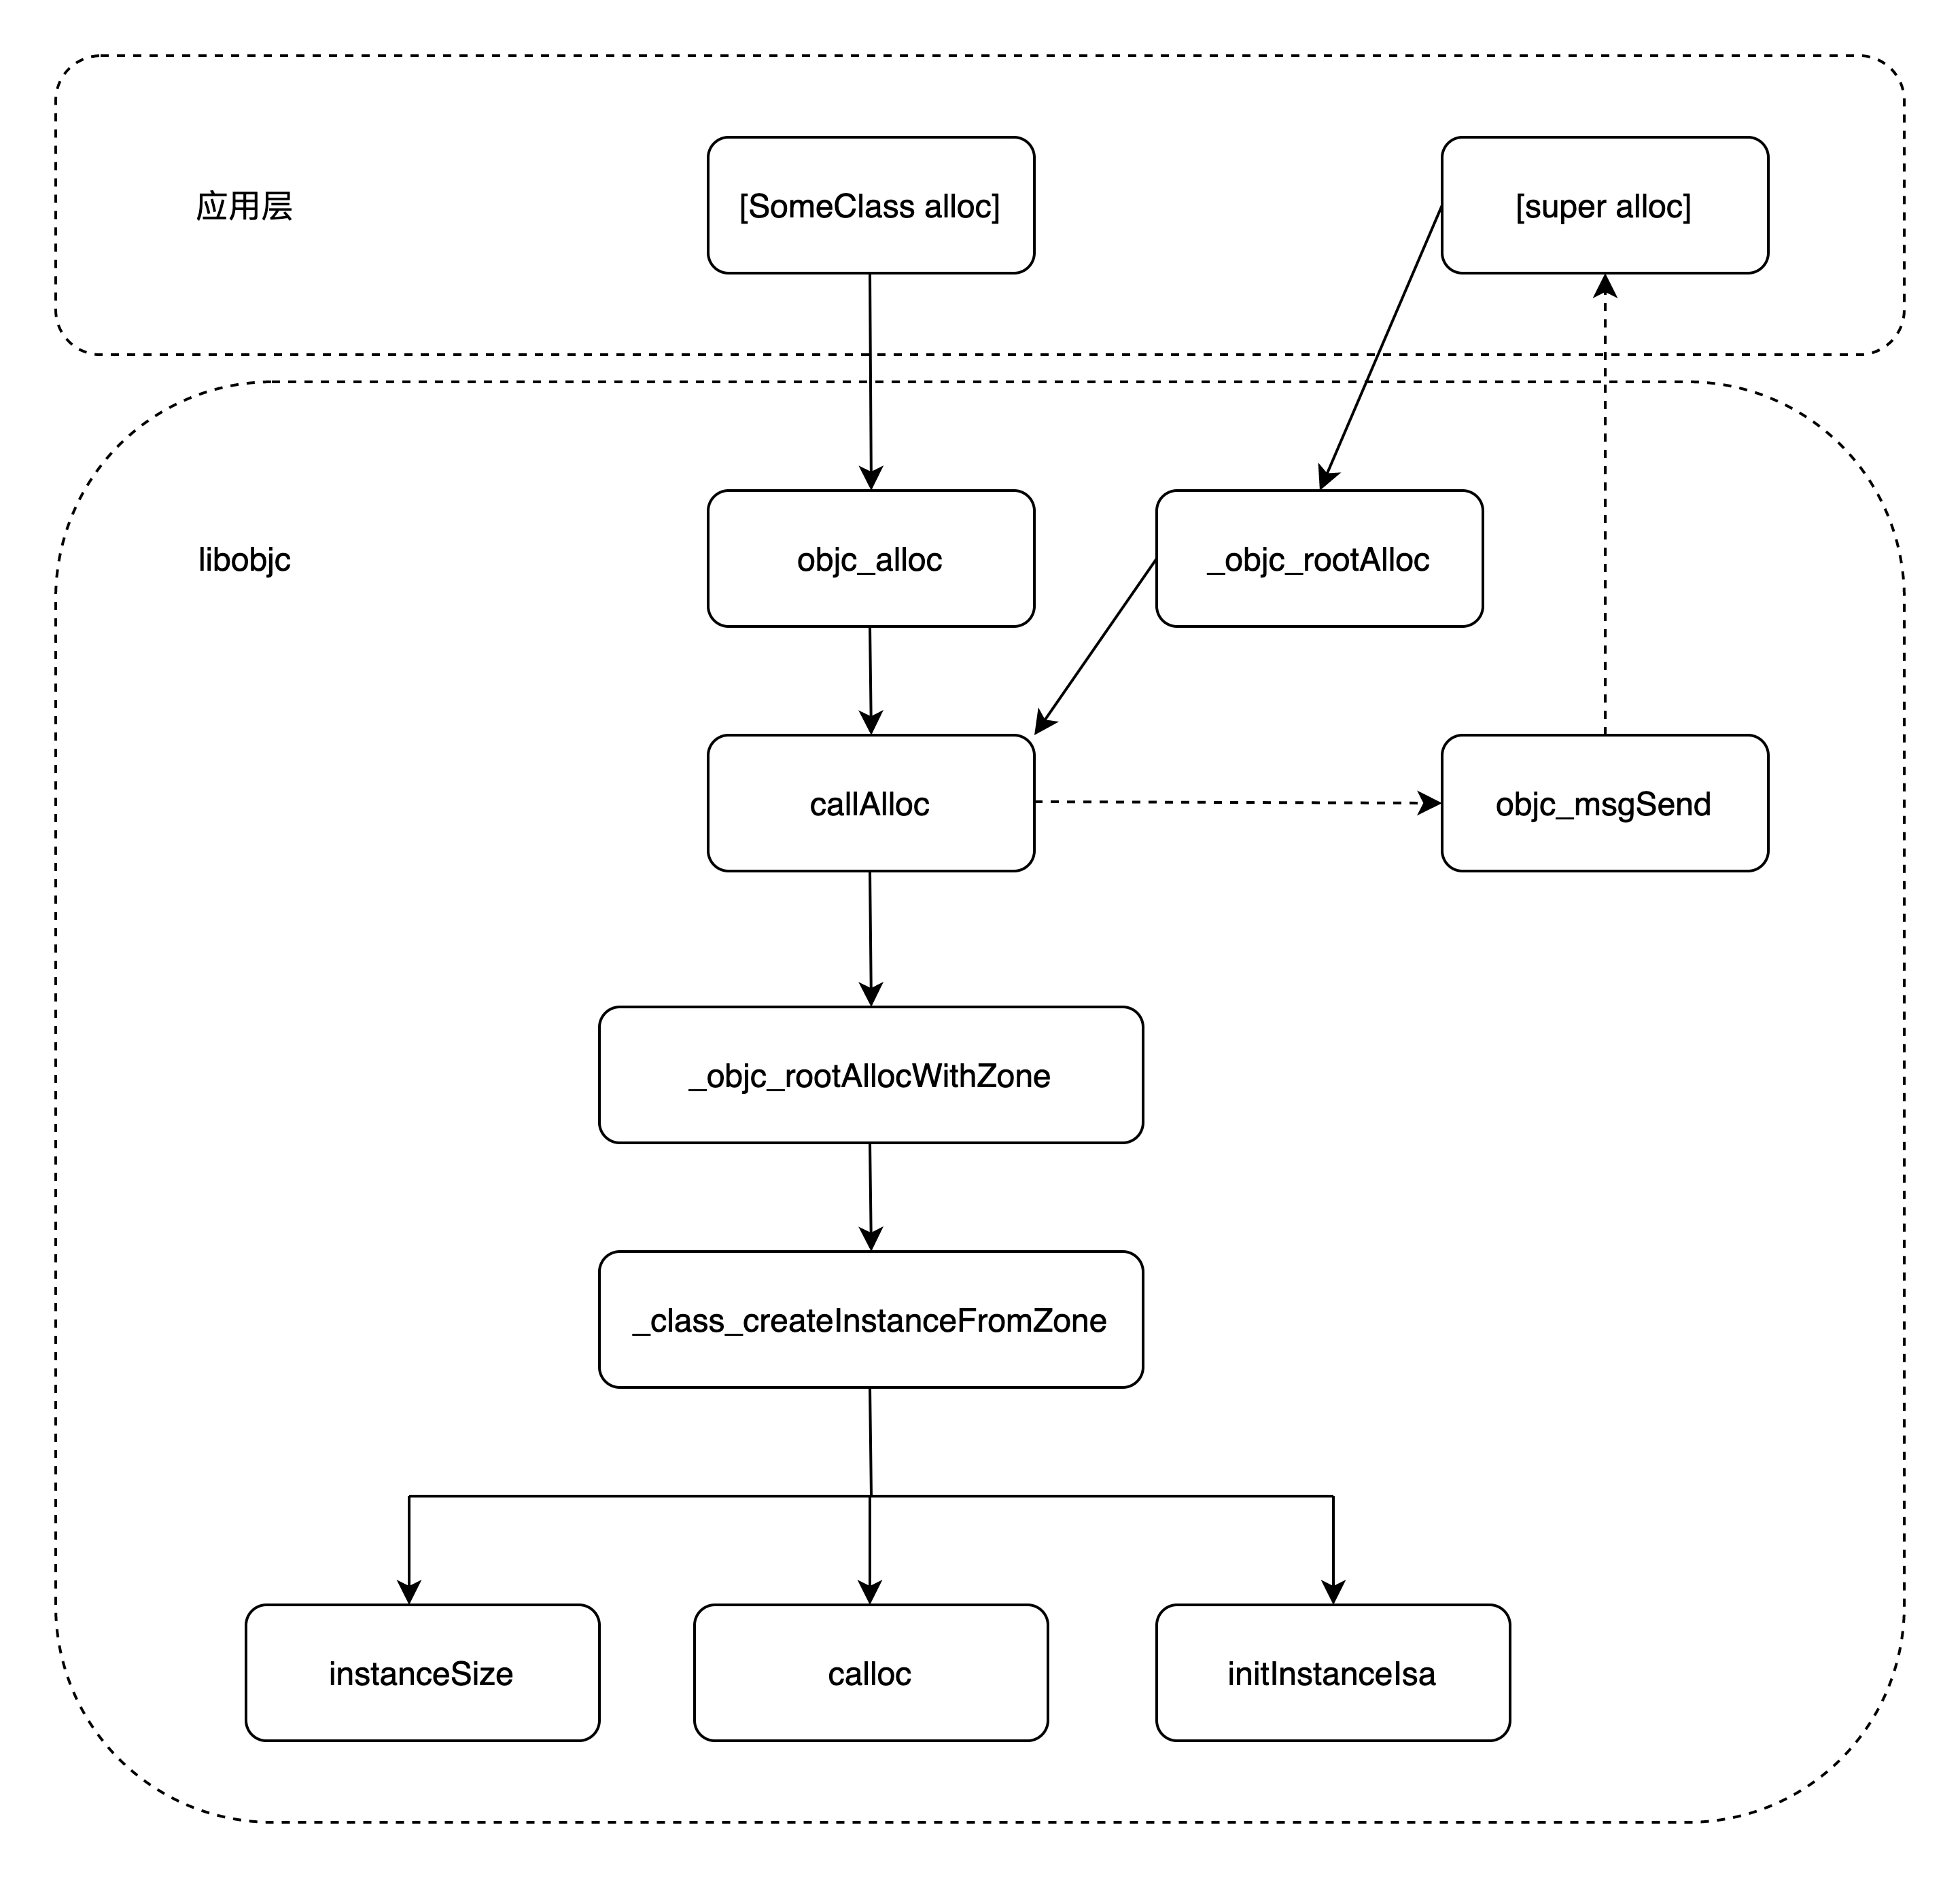 应用层
[SomeClass alloc]
[super alloc]
libobjc
objc_alloc
_objc_rootAlloc
callAlloc
objc_msgSend
_objc_rootAllocWithZone
_class_createInstanceFromZone
instanceSize
calloc
initInstanceIsa